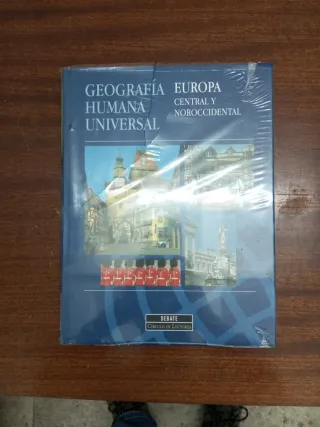 GEOGRAFÍA
HUMANA
UNIVERSAL
EUROPA
CENTRAL Y
NOROCCIDENTAL
DEBATE
CÍRCULO DE LECTORES